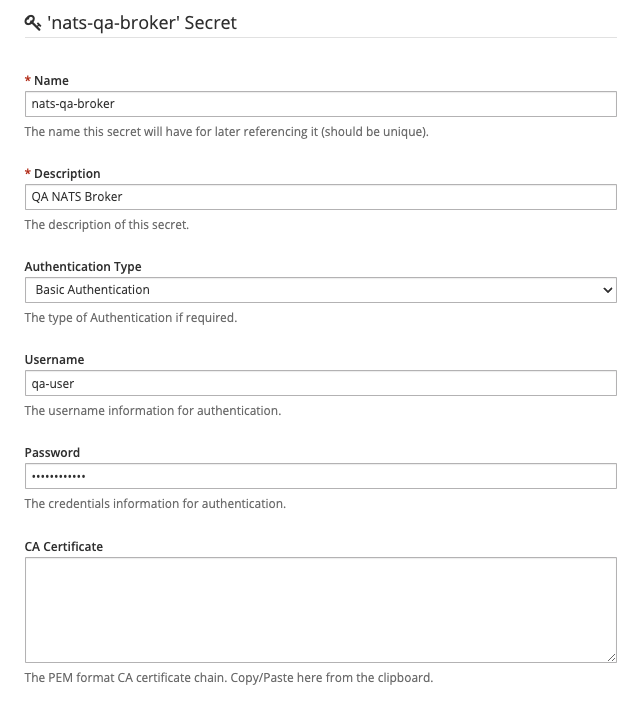 'nats-qa-broker' Secret
* Name
nats-qa-broker
The name this secret will have for later referencing it (should be unique).
* Description
QA NATS Broker
The description of this secret.
Authentication Type
Basic Authentication
The type of Authentication if required.
Username
qa-user
The username information for authentication.
Password
••••••••••••
The credentials information for authentication.
CA Certificate
The PEM format CA certificate chain. Copy/Paste here from the clipboard.